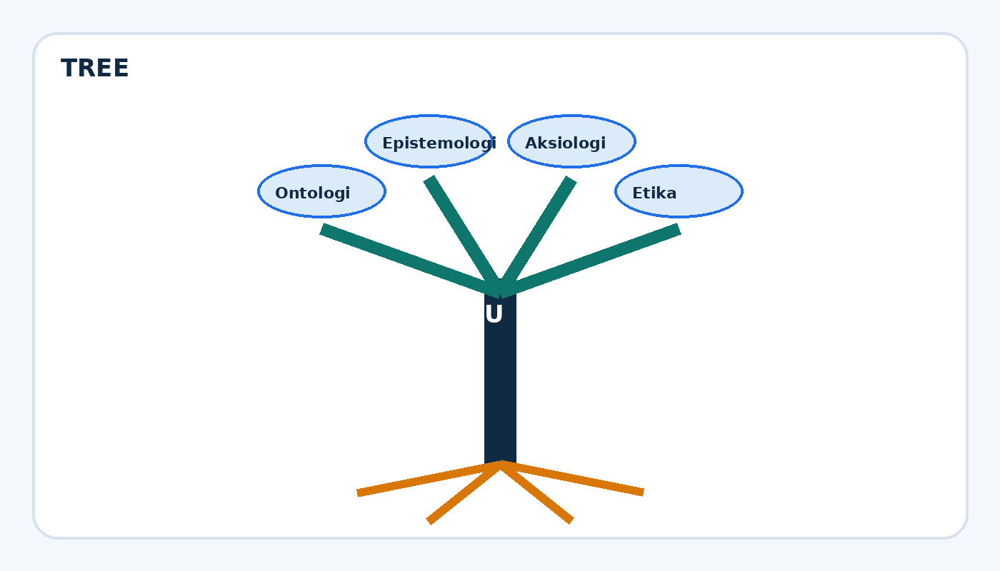 TREE
Epistemologi
Aksiologi
Ontologi
Etika
U